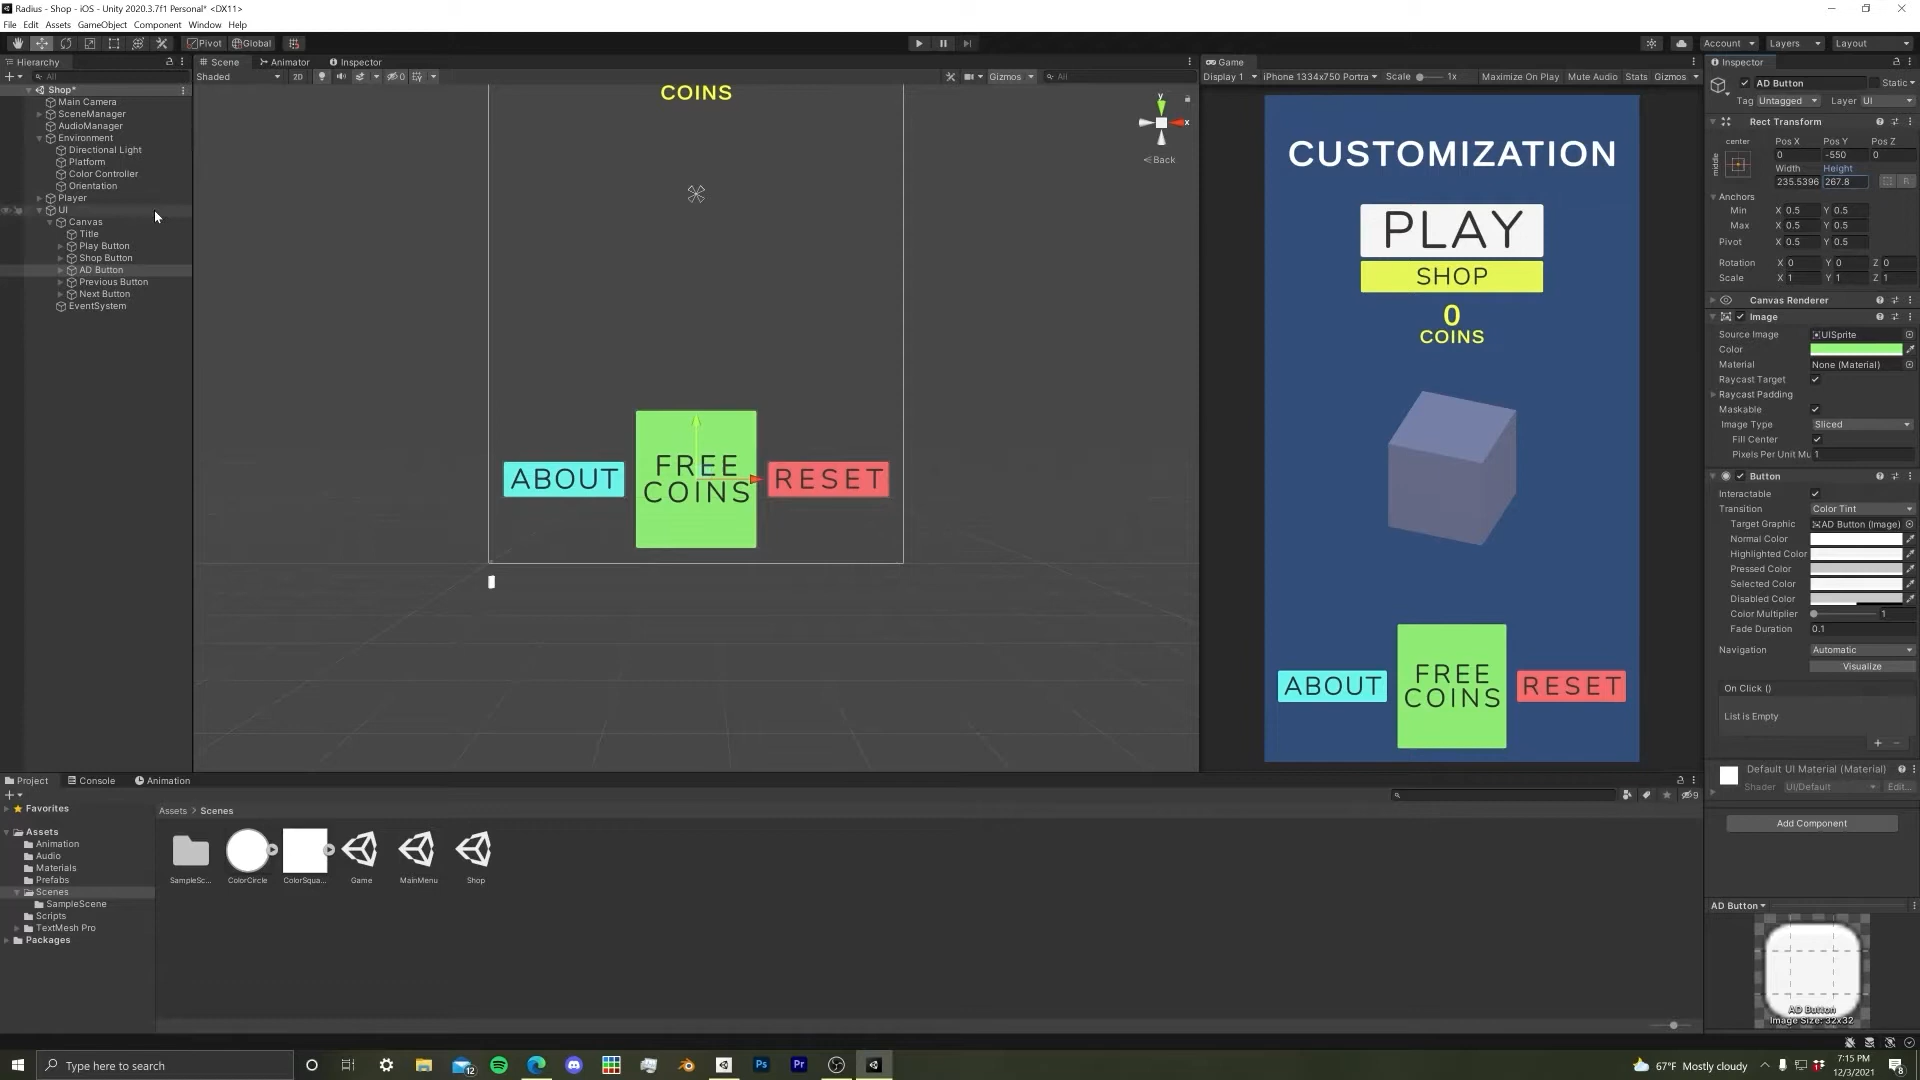 Radius - Shop - iOS - Unity 2020.3.7f1 Personal* <DX11>
File Edit Assets GameObject Component Window Help
Pivot Global Account Layers Layout
Hierarchy Scene Animator Inspector Game Inspector
All Shaded 2D 0 Gizmos All Display 1 iPhone 1334x750 Portra Scale 1x Maximize On Play Mute Audio Stats Gizmos
AD Button Static
Tag Untagged Layer UI
Shop*
Main Camera
SceneManager
AudioManager
Environment
Directional Light
Platform
Color Controller
Orientation
Player
UI
Canvas
Title
Play Button
Shop Button
AD Button
Previous Button
Next Button
EventSystem
COINS
y
x
Back
ABOUT
FREE
COINS
RESET
CUSTOMIZATION
PLAY
SHOP
0
COINS
ABOUT
FREE
COINS
RESET
Rect Transform
center Pos X Pos Y Pos Z
middle 0 -550 0
Width Height
235.5396 267.8 R
Anchors
Min X 0.5 Y 0.5
Max X 0.5 Y 0.5
Pivot X 0.5 Y 0.5
Rotation X 0 Y 0 Z 0
Scale X 1 Y 1 Z 1
Canvas Renderer
Image
Source Image UISprite
Color
Material None (Material)
Raycast Target
Raycast Padding
Maskable
Image Type Sliced
Fill Center
Pixels Per Unit Mu 1
Button
Interactable
Transition Color Tint
Target Graphic AD Button (Image)
Normal Color
Highlighted Color
Pressed Color
Selected Color
Disabled Color
Color Multiplier 1
Fade Duration 0.1
Navigation Automatic
Visualize
On Click ()
List is Empty
+ −
Default UI Material (Material)
Shader UI/Default Edit...
Add Component
AD Button
AD Button
Image Size: 32x32
Project Console Animation
9
Favorites
Assets
Animation
Audio
Materials
Prefabs
Scenes
SampleScene
Scripts
TextMesh Pro
Packages
Assets > Scenes
SampleSc... ColorCircle ColorSqua... Game MainMenu Shop
Type here to search
12
Ps
Pr
67°F Mostly cloudy
7:15 PM
12/3/2021
8